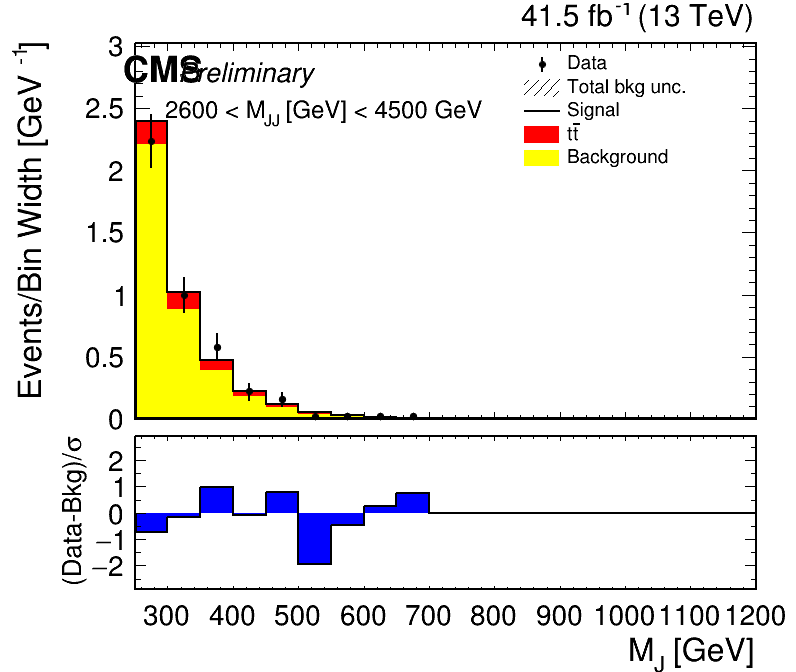 41.5 fb⁻¹ (13 TeV)
CMS Preliminary
2600 < M_JJ [GeV] < 4500 GeV
Data
Total bkg unc.
Signal
tt̄
Background
Events/Bin Width [GeV⁻¹]
3
2.5
2
1.5
1
0.5
0
(Data-Bkg)/σ
2
1
0
−1
−2
300 400 500 600 700 800 900 1000 1100 1200
M_J [GeV]